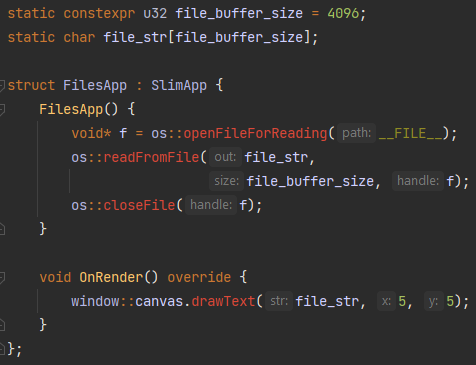 static constexpr u32 file_buffer_size = 4096;
static char file_str[file_buffer_size];
struct FilesApp : SlimApp {
FilesApp() {
void* f = os::openFileForReading( path: __FILE__);
os::readFromFile( out: file_str,
size: file_buffer_size, handle: f);
os::closeFile( handle: f);
}
void OnRender() override {
window::canvas.drawText( str: file_str, x: 5, y: 5);
}
};